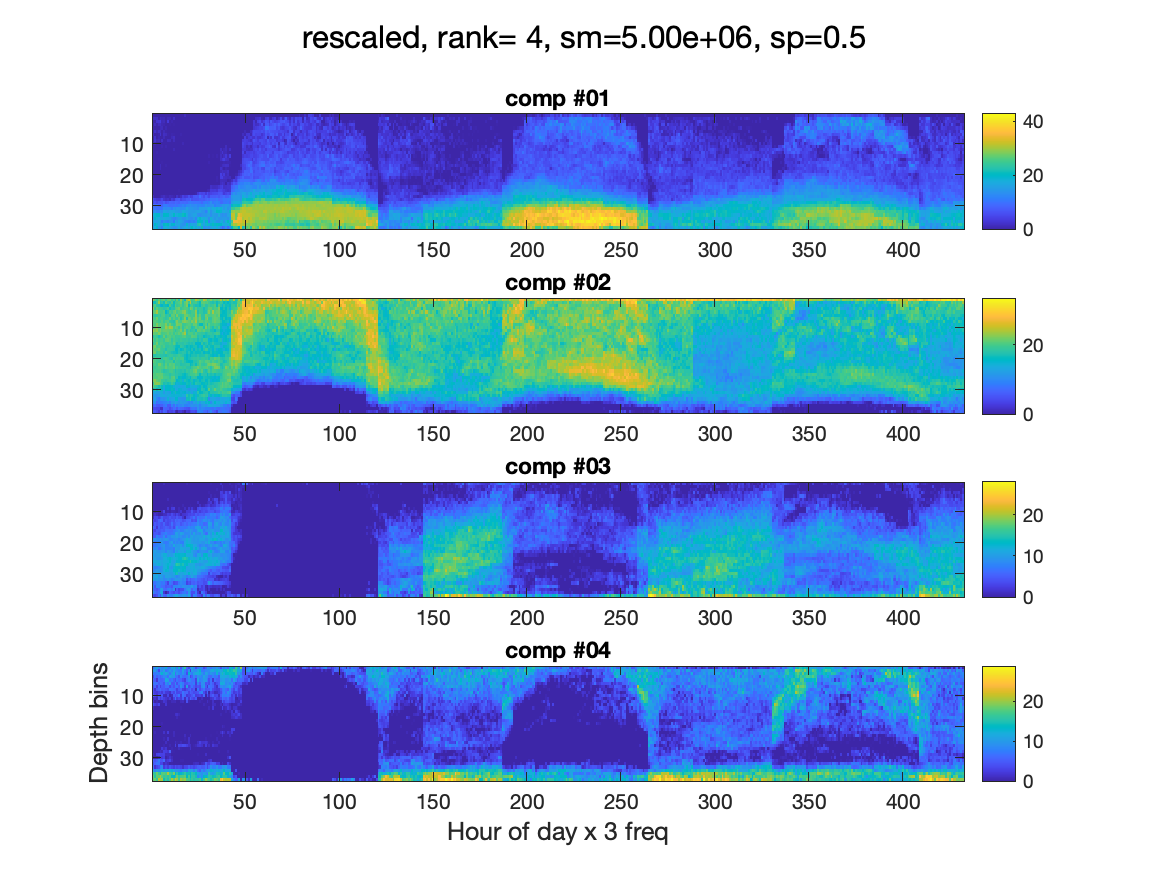 rescaled, rank= 4, sm=5.00e+06, sp=0.5
comp #01
10
20
30
50 100 150 200 250 300 350 400
40
20
0
comp #02
10
20
30
50 100 150 200 250 300 350 400
20
0
comp #03
10
20
30
50 100 150 200 250 300 350 400
20
10
0
comp #04
Depth bins
10
20
30
50 100 150 200 250 300 350 400
20
10
0
Hour of day x 3 freq